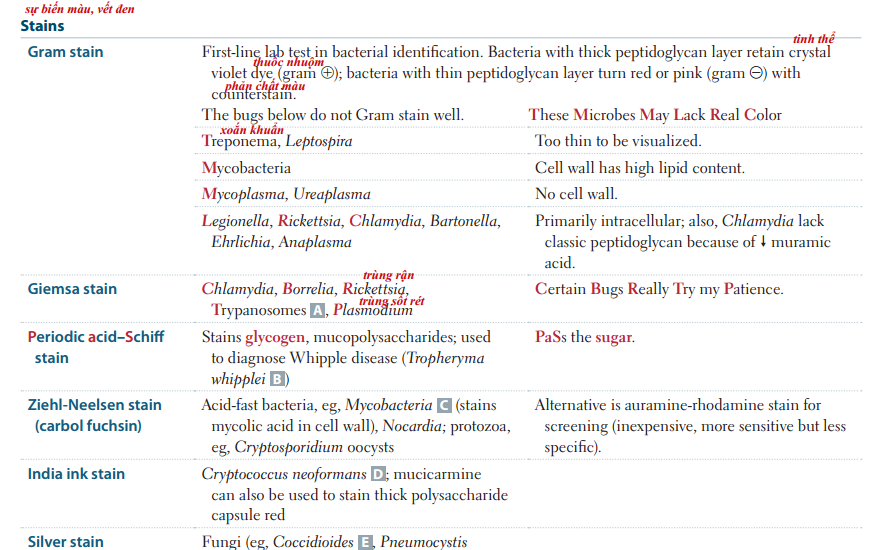 sự biến màu, vết đen
Stains
Gram stain
First-line lab test in bacterial identification. Bacteria with thick peptidoglycan layer retain crystal
tinh thể
violet dye (gram ⊕); bacteria with thin peptidoglycan layer turn red or pink (gram ⊖) with
thuốc nhuộm
counterstain.
phản chất màu
The bugs below do not Gram stain well.
These Microbes May Lack Real Color
xoắn khuẩn
Treponema, Leptospira
Too thin to be visualized.
Mycobacteria
Cell wall has high lipid content.
Mycoplasma, Ureaplasma
No cell wall.
Legionella, Rickettsia, Chlamydia, Bartonella,
Ehrlichia, Anaplasma
Primarily intracellular; also, Chlamydia lack
classic peptidoglycan because of ↓ muramic
acid.
Giemsa stain
trùng rận
Chlamydia, Borrelia, Rickettsia,
trùng sốt rét
Trypanosomes A, Plasmodium
Certain Bugs Really Try my Patience.
Periodic acid–Schiff
stain
Stains glycogen, mucopolysaccharides; used
to diagnose Whipple disease (Tropheryma
whipplei B)
PaSs the sugar.
Ziehl-Neelsen stain
(carbol fuchsin)
Acid-fast bacteria, eg, Mycobacteria C (stains
mycolic acid in cell wall), Nocardia; protozoa,
eg, Cryptosporidium oocysts
Alternative is auramine-rhodamine stain for
screening (inexpensive, more sensitive but less
specific).
India ink stain
Cryptococcus neoformans D; mucicarmine
can also be used to stain thick polysaccharide
capsule red
Silver stain
Fungi (eg, Coccidioides E, Pneumocystis